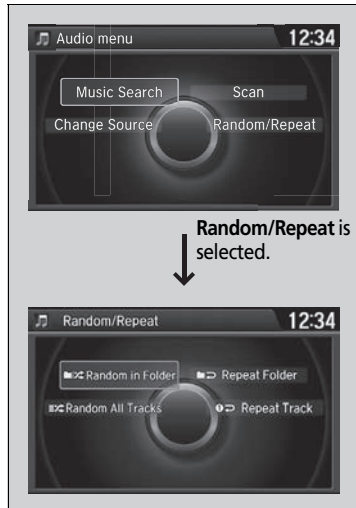 Audio menu 12:34
Music Search Scan
Change Source Random/Repeat
Random/Repeat is
selected.
Random/Repeat 12:34
Random in Folder Repeat Folder
Random All Tracks Repeat Track